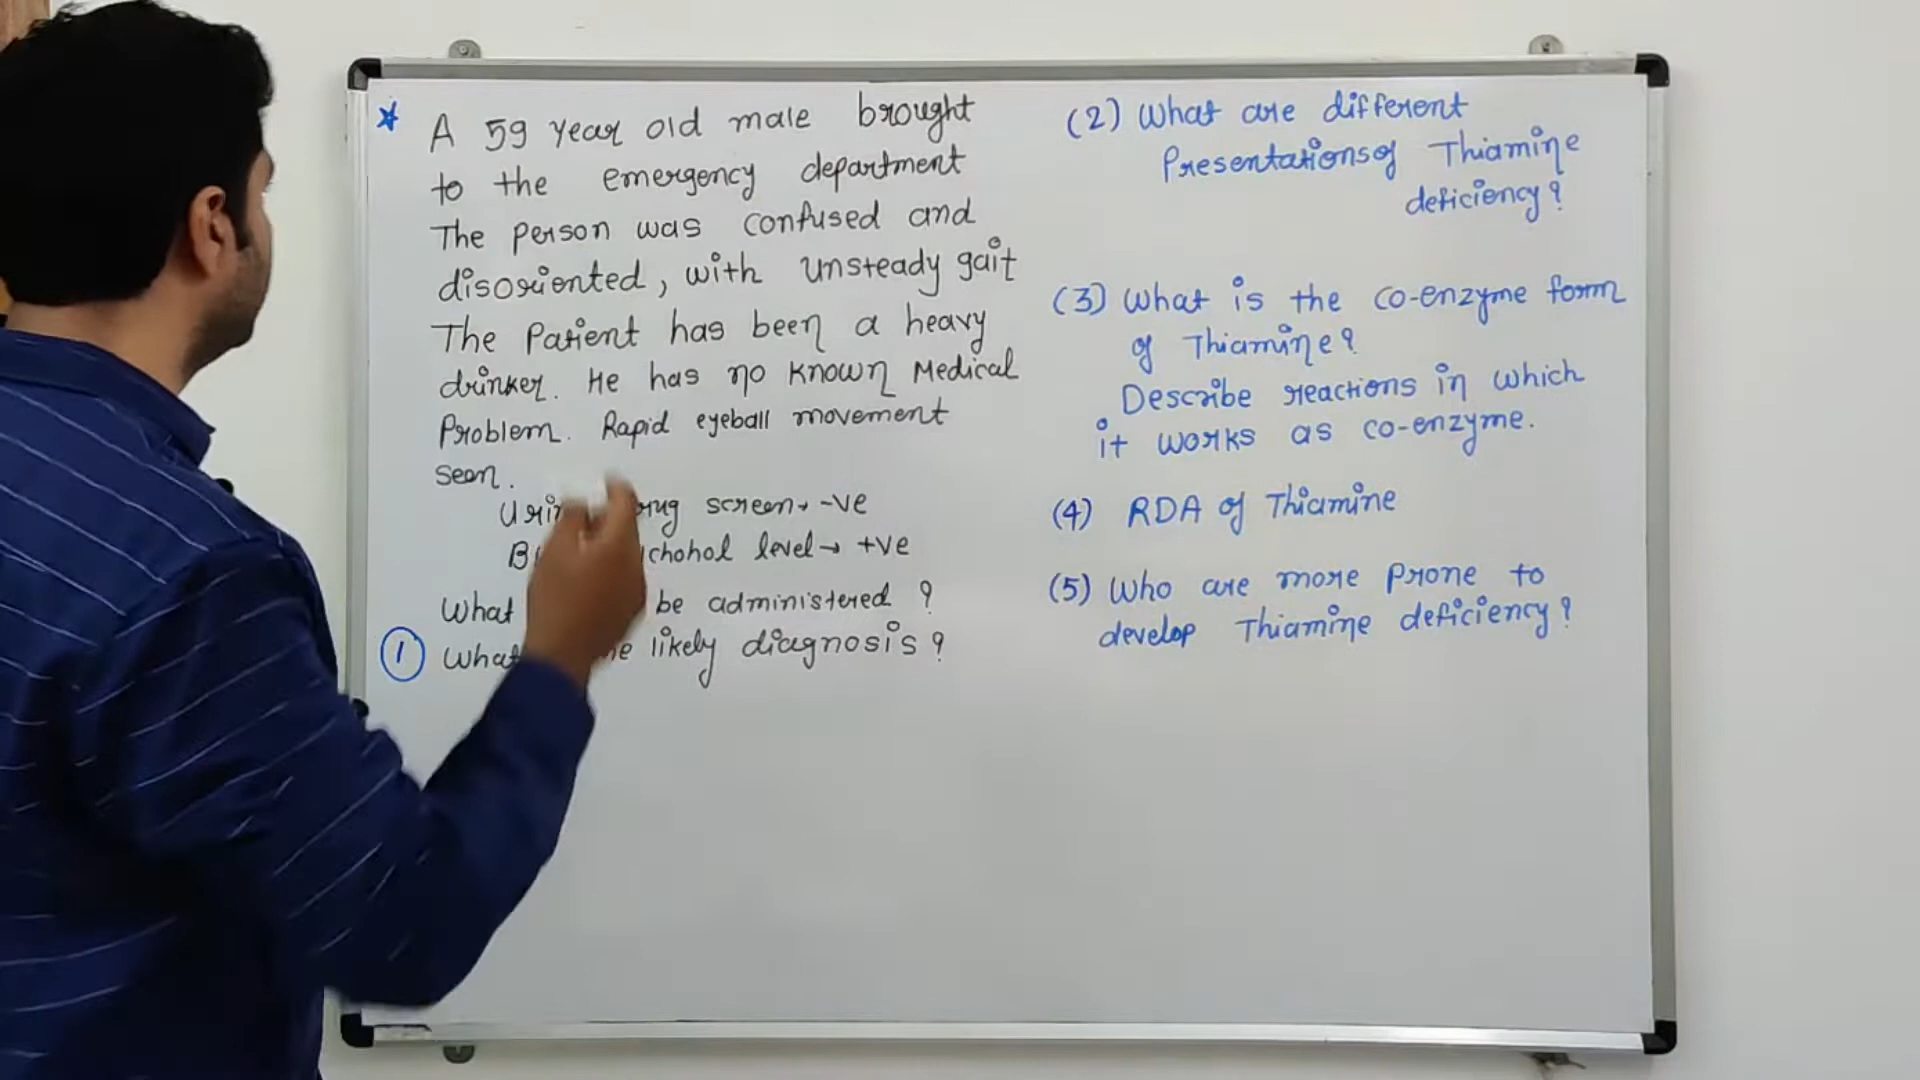 A 59 year old male brought
to the emergency department
The person was confused and
disoriented, with unsteady gait
The Patient has been a heavy
drinker. He has no known Medical
Problem. Rapid eyeball movement
seen.
screen → -ve
level → +ve
What be administered ?
(1) What likely diagnosis ?
(2) What are different
Presentations of Thiamine
deficiency ?
(3) What is the co-enzyme form
of Thiamine ?
Describe reactions in which
it works as co-enzyme.
(4) RDA of Thiamine
(5) Who are more prone to
develop Thiamine deficiency ?